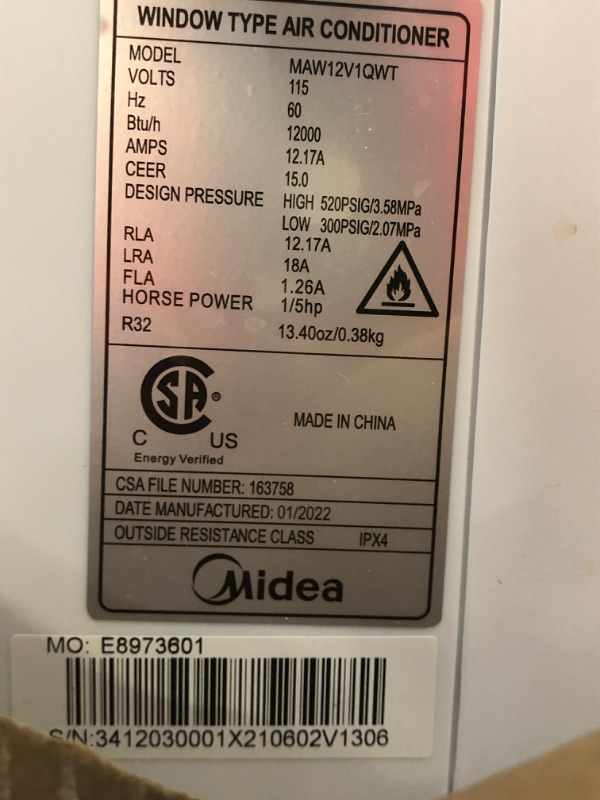 WINDOW TYPE AIR CONDITIONER
MODEL MAW12V1QWT
VOLTS 115
Hz 60
Btu/h 12000
AMPS 12.17A
CEER 15.0
DESIGN PRESSURE HIGH 520PSIG/3.58MPa
LOW 300PSIG/2.07MPa
RLA 12.17A
LRA 18A
FLA 1.26A
HORSE POWER 1/5hp
R32 13.40oz/0.38kg
CSA ®
C US
Energy Verified
MADE IN CHINA
CSA FILE NUMBER: 163758
DATE MANUFACTURED: 01/2022
OUTSIDE RESISTANCE CLASS IPX4
Midea
MO: E8973601
S/N:3412030001X210602V1306